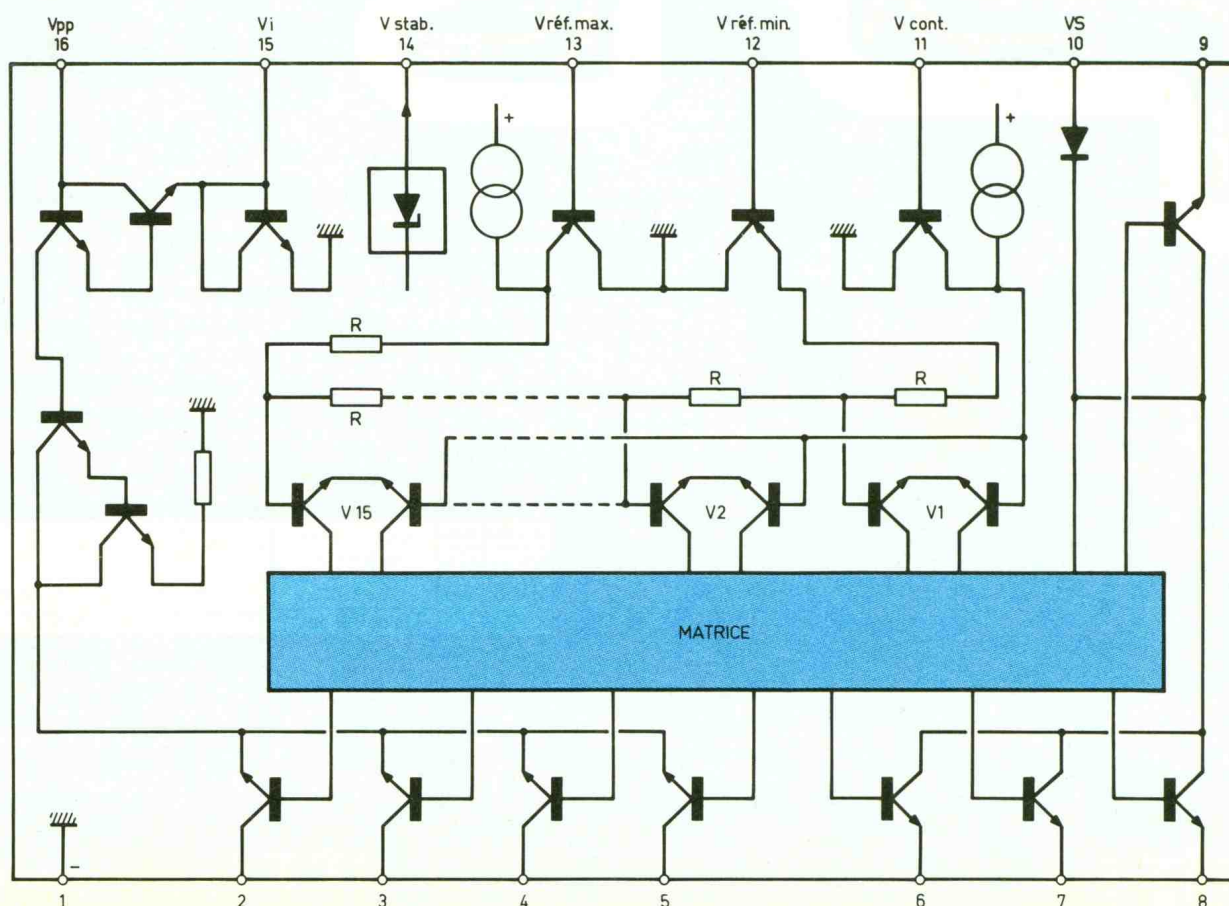 Vpp Vi V stab. V réf. max. V réf. min. V cont. VS
16 15 14 13 12 11 10 9
+ +
R
R R R
V 15 V2 V1
MATRICE
-
1 2 3 4 5 6 7 8